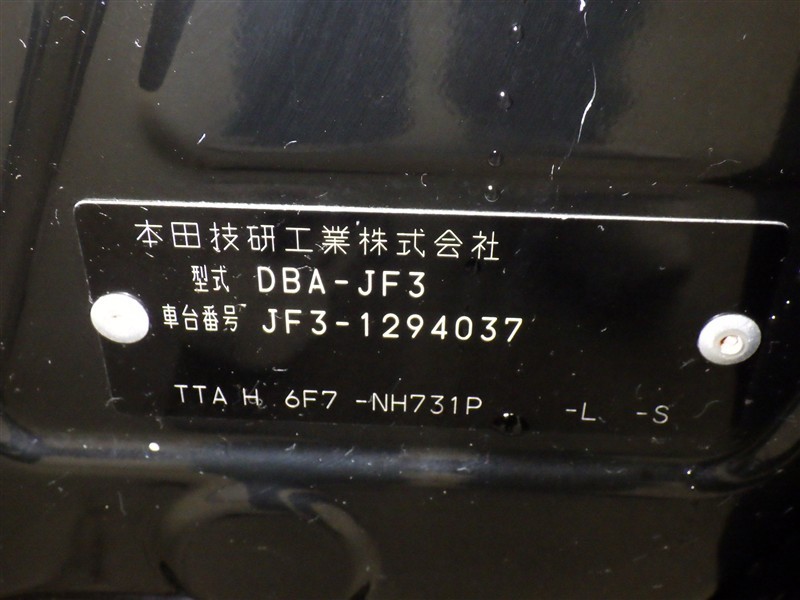 本田技研工業株式会社
型式 DBA-JF3
車台番号 JF3-1294037
TTA H 6F7 -NH731P -L -S